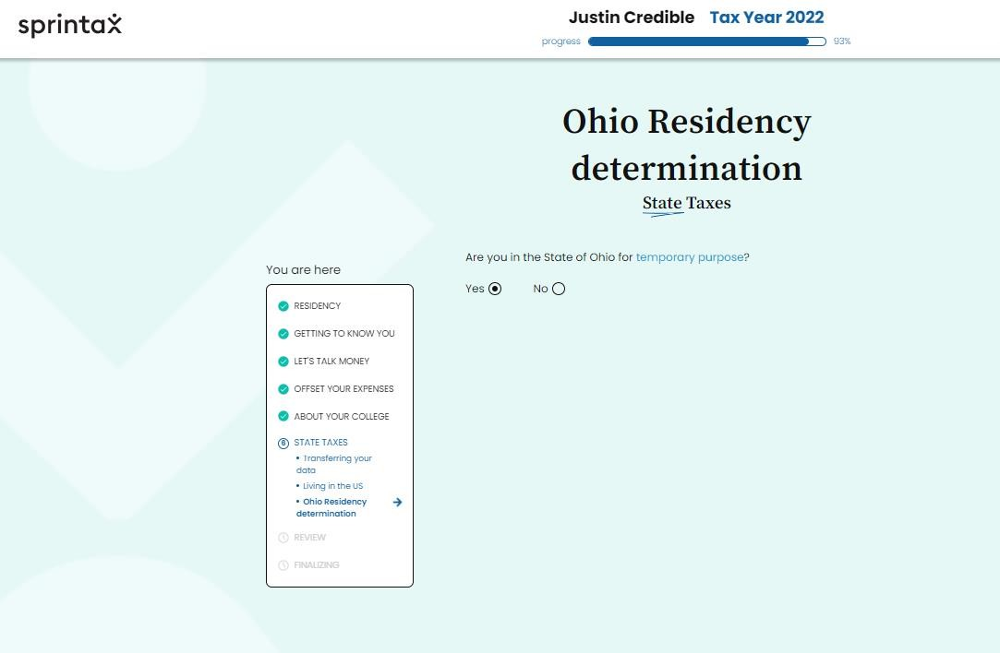 sprintax
Justin Credible Tax Year 2022
progress 93%
Ohio Residency
determination
State Taxes
Are you in the State of Ohio for temporary purpose?
Yes No
You are here
RESIDENCY
GETTING TO KNOW YOU
LET'S TALK MONEY
OFFSET YOUR EXPENSES
ABOUT YOUR COLLEGE
6 STATE TAXES
• Transferring your
data
• Living in the US
• Ohio Residency
determination
REVIEW
FINALIZING